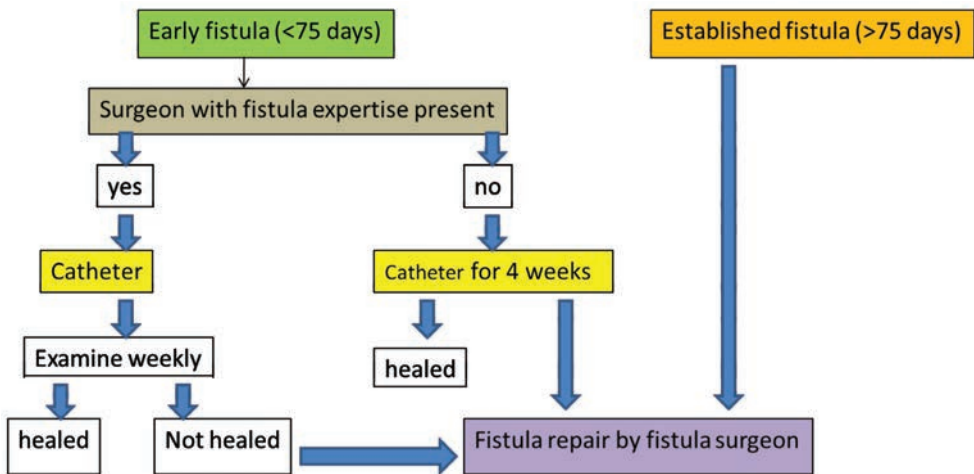 Early fistula (<75 days)
Established fistula (>75 days)
Surgeon with fistula expertise present
yes
no
Catheter
Catheter for 4 weeks
Examine weekly
healed
healed
Not healed
Fistula repair by fistula surgeon